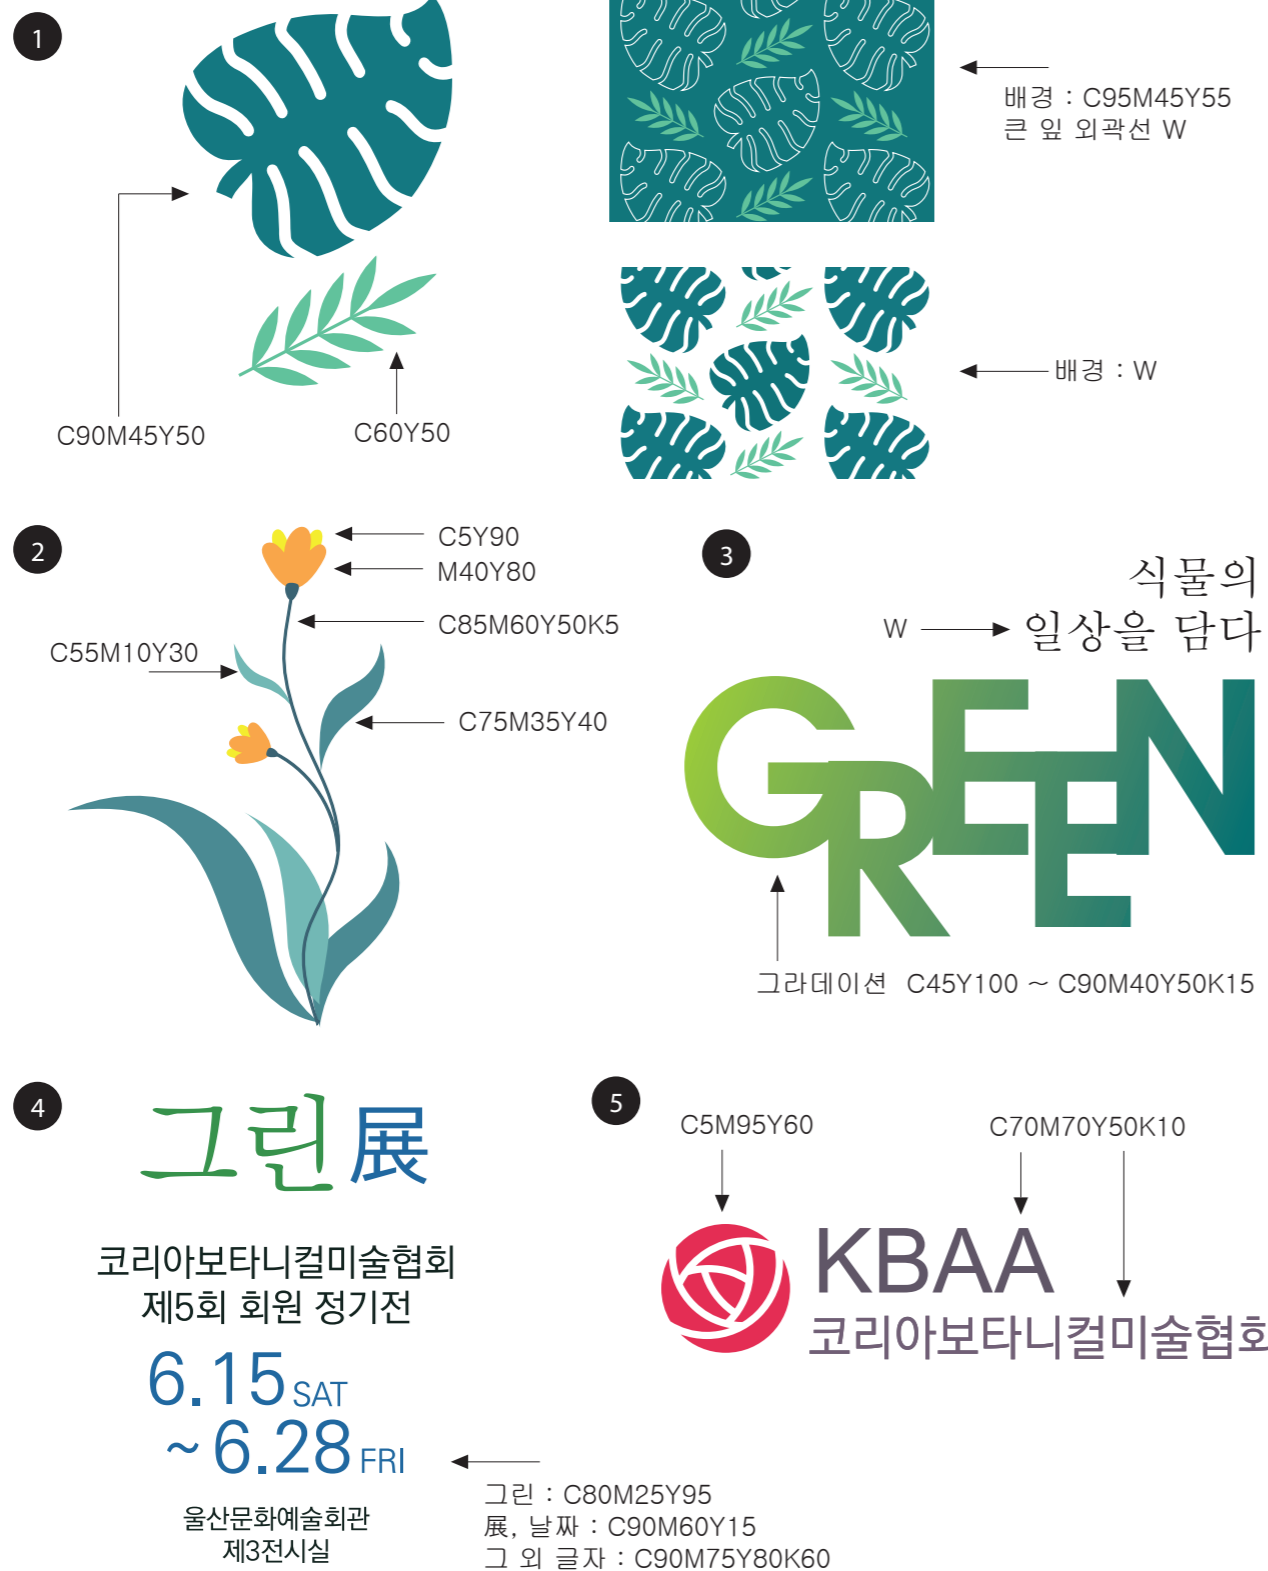 1
배경 : C95M45Y55
큰 잎 외곽선 W
배경 : W
C90M45Y50
C60Y50
2
C5Y90
M40Y80
C85M60Y50K5
C55M10Y30
C75M35Y40
3
식물의
W
일상을 담다
GREEN
그라데이션 C45Y100 ~ C90M40Y50K15
4
그린展
코리아보타니컬미술협회
제5회 회원 정기전
6.15 SAT
~6.28 FRI
울산문화예술회관
제3전시실
그린 : C80M25Y95
展, 날짜 : C90M60Y15
그 외 글자 : C90M75Y80K60
5
C5M95Y60
C70M70Y50K10
KBAA
코리아보타니컬미술협회